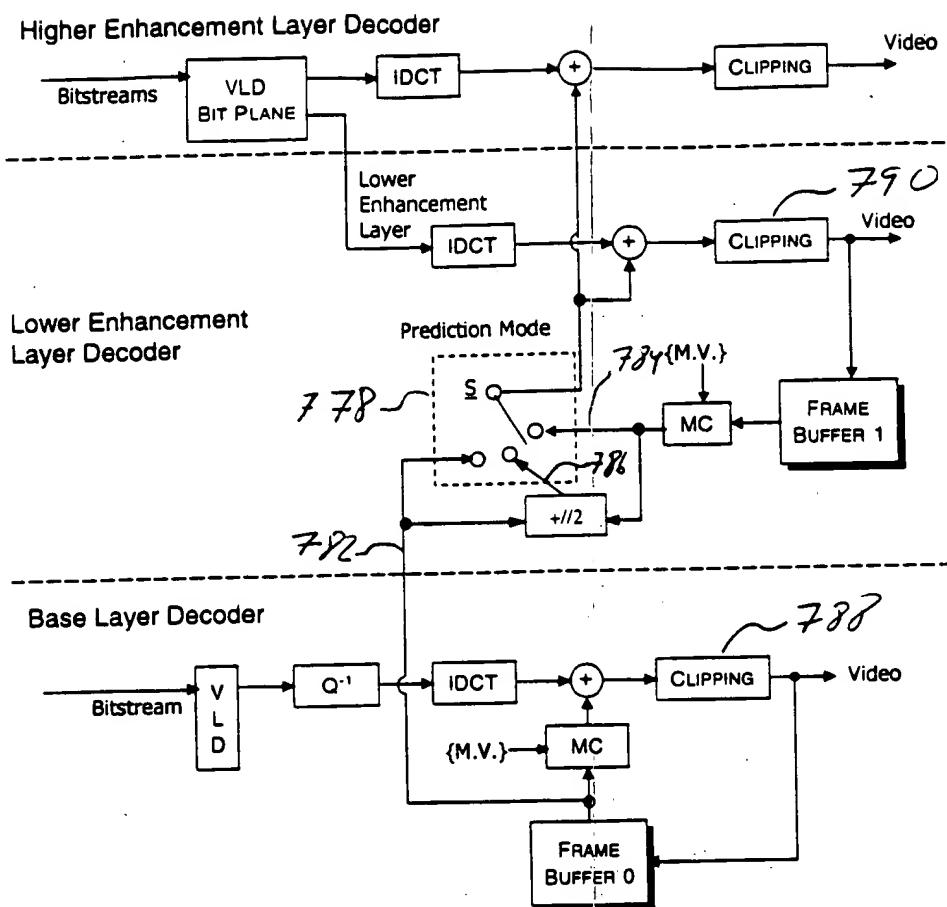 Higher Enhancement Layer Decoder
Bitstreams
VLD
BIT PLANE
IDCT
+
CLIPPING
Video
Lower
Enhancement
Layer
IDCT
+
CLIPPING
790
Video
Lower Enhancement
Layer Decoder
Prediction Mode
S
778
784
{M.V.}
MC
FRAME
BUFFER 1
786
+//2
782
Base Layer Decoder
Bitstream
V
L
D
Q⁻¹
IDCT
+
CLIPPING
788
Video
{M.V.}
MC
FRAME
BUFFER 0